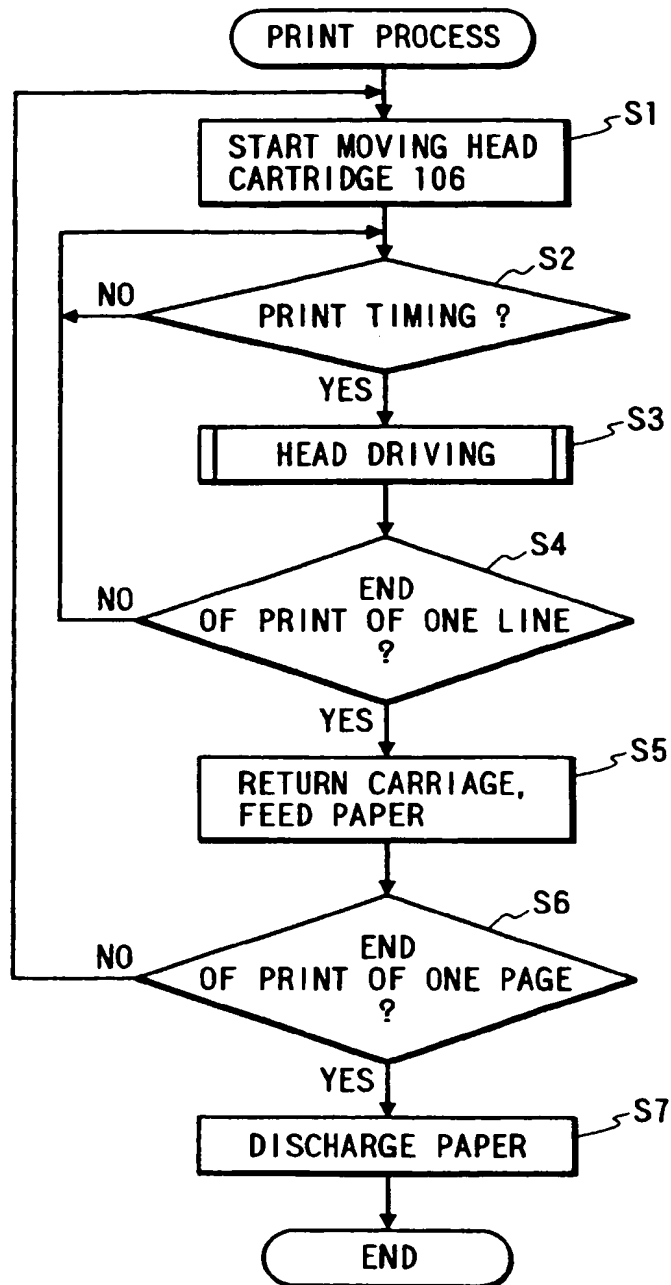 PRINT PROCESS
S1
START MOVING HEAD
CARTRIDGE 106
S2
NO
PRINT TIMING ?
YES
S3
HEAD DRIVING
S4
END
NO
OF PRINT OF ONE LINE
?
YES
S5
RETURN CARRIAGE,
FEED PAPER
S6
END
NO
OF PRINT OF ONE PAGE
?
YES
S7
DISCHARGE PAPER
END